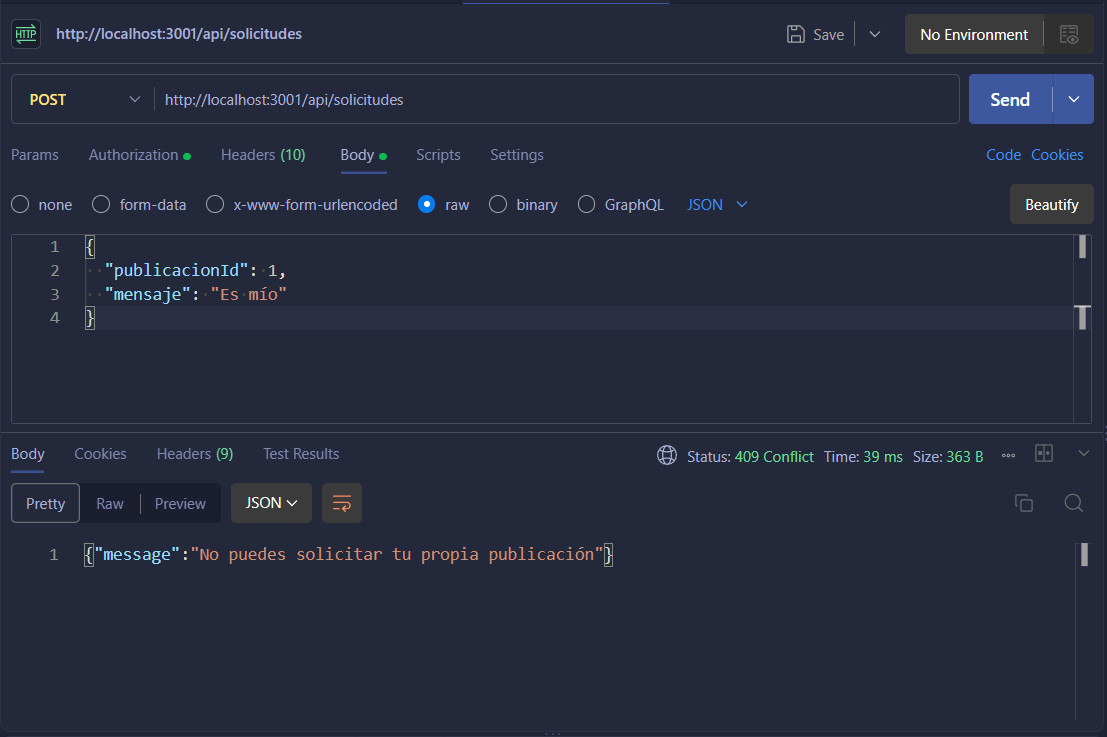 HTTP http://localhost:3001/api/solicitudes Save No Environment
POST http://localhost:3001/api/solicitudes Send
Params Authorization Headers (10) Body Scripts Settings Code Cookies
none form-data x-www-form-urlencoded raw binary GraphQL JSON Beautify
1 {
2 "publicacionId": 1,
3 "mensaje": "Es mío"
4 }
Body Cookies Headers (9) Test Results Status: 409 Conflict Time: 39 ms Size: 363 B
Pretty Raw Preview JSON
1 {"message":"No puedes solicitar tu propia publicación"}